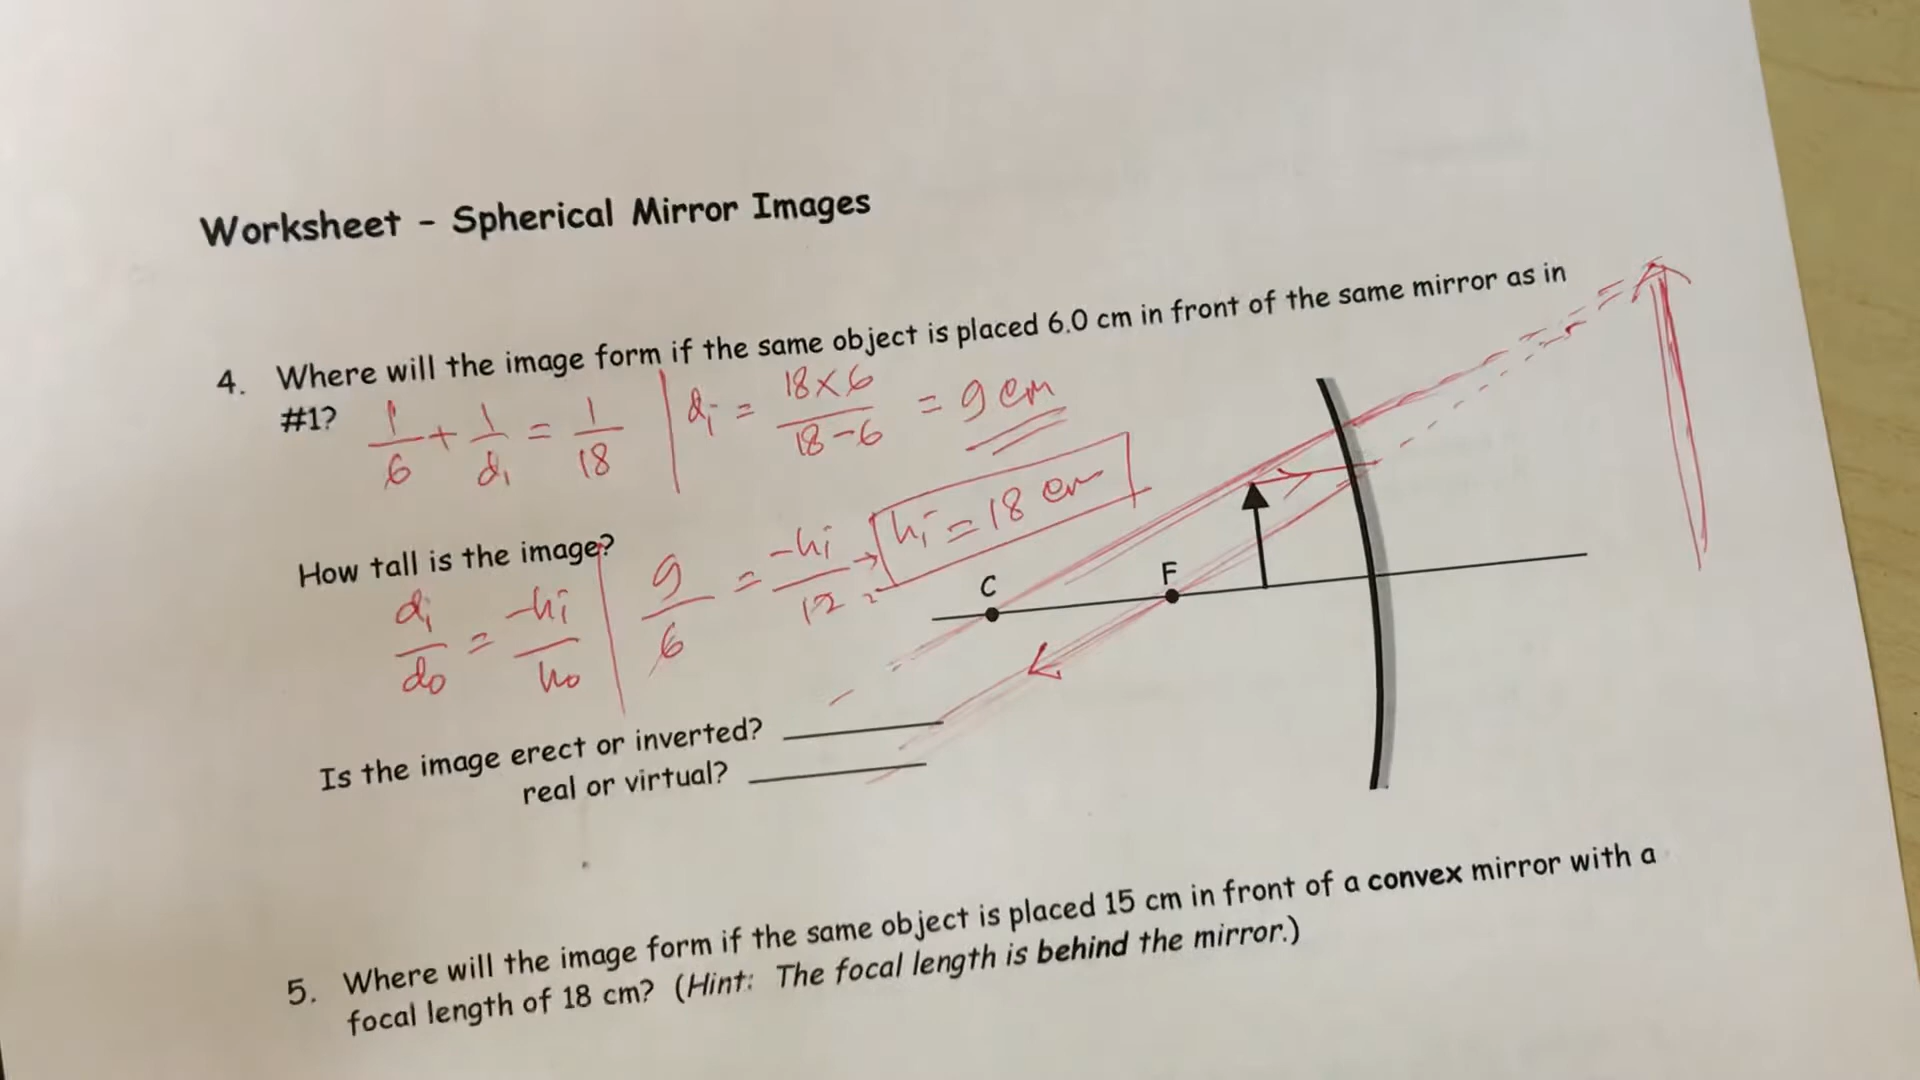 Worksheet - Spherical Mirror Images
4. Where will the image form if the same object is placed 6.0 cm in front of the same mirror as in
#1?
1/6 + 1/di = 1/18 | di = 18×6/18-6 = 9 cm
How tall is the image?
di/do = -hi/ho | 9/6 = -hi/12 → hi = 18 cm
C F
Is the image erect or inverted?
real or virtual?
5. Where will the image form if the same object is placed 15 cm in front of a convex mirror with a
focal length of 18 cm? (Hint: The focal length is behind the mirror.)